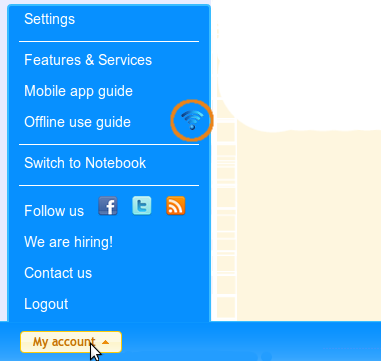 Settings
Features & Services
Mobile app guide
Offline use guide
Switch to Notebook
Follow us
We are hiring!
Contact us
Logout
My account